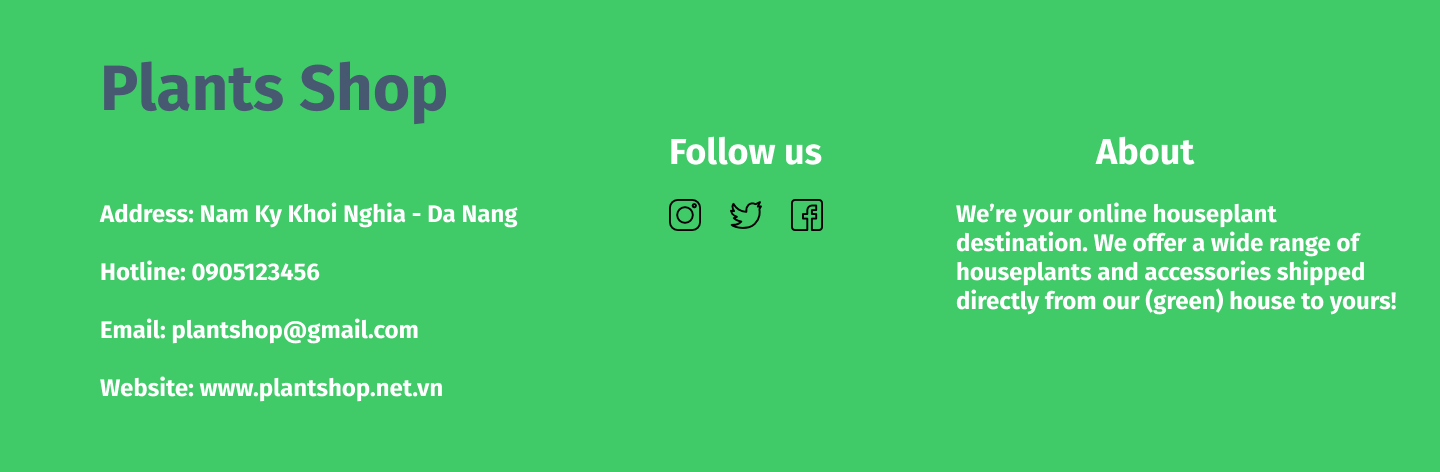 Plants Shop
Address: Nam Ky Khoi Nghia - Da Nang
Hotline: 0905123456
Email: plantshop@gmail.com
Website: www.plantshop.net.vn
Follow us
About
We’re your online houseplant
destination. We offer a wide range of
houseplants and accessories shipped
directly from our (green) house to yours!